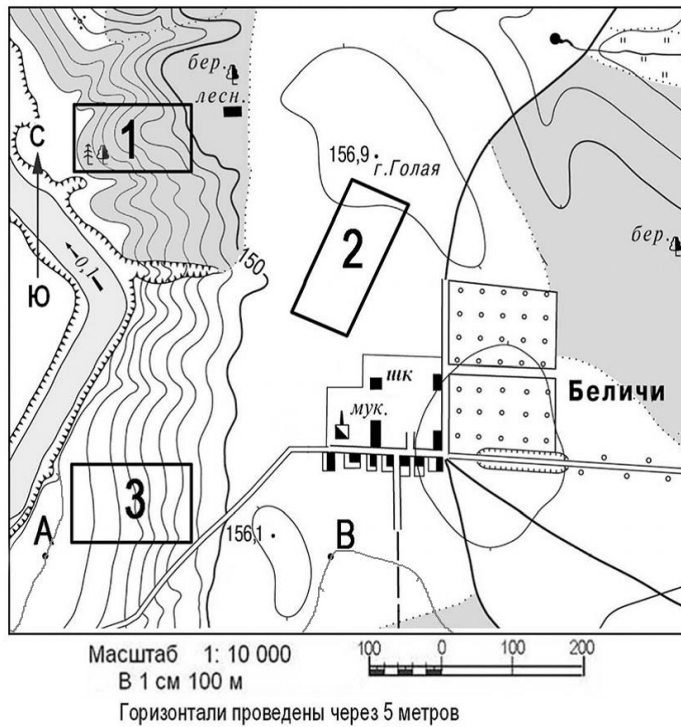 бер.
лесн.
С
1
156,9
г.Голая
2
бер.
0,1
150
Ю
шк
Беличи
мук.
3
А
156,1
В
Масштаб 1: 10 000
В 1 см 100 м
100 0 100 200
Горизонтали проведены через 5 метров